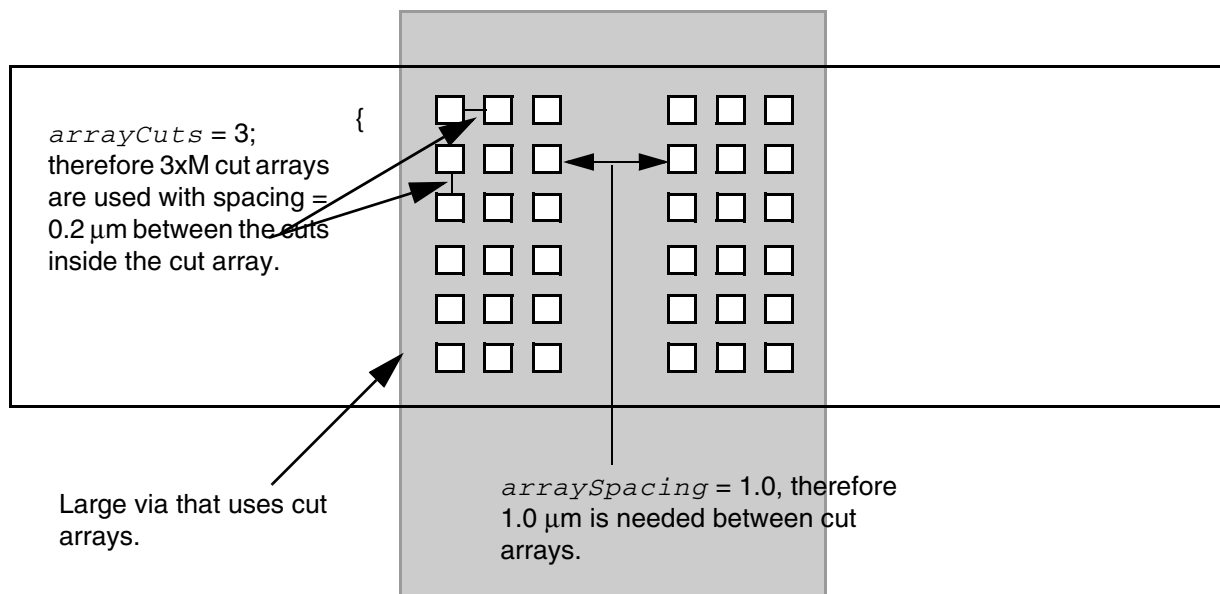 {
arrayCuts = 3;
therefore 3xM cut arrays
are used with spacing =
0.2 μm between the cuts
inside the cut array.
Large via that uses cut
arrays.
arraySpacing = 1.0, therefore
1.0 μm is needed between cut
arrays.